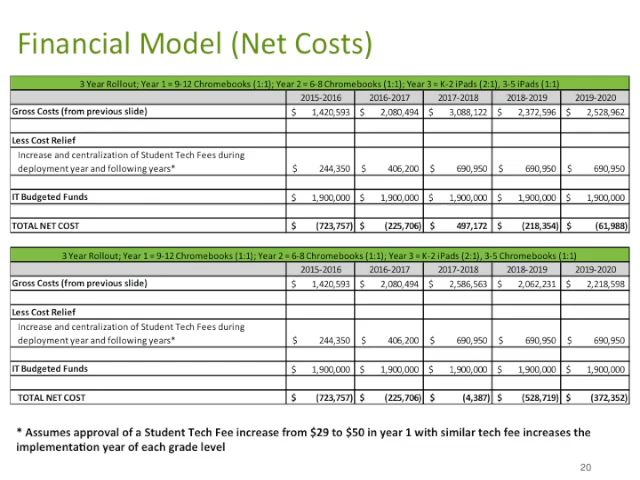 Financial Model (Net Costs)
3 Year Rollout; Year 1 = 9-12 Chromebooks (1:1); Year 2 = 6-8 Chromebooks (1:1); Year 3 = K-2 iPads (2:1), 3-5 iPads (1:1)
2015-2016 2016-2017 2017-2018 2018-2019 2019-2020
Gross Costs (from previous slide) $ 1,420,593 $ 2,080,494 $ 3,088,122 $ 2,372,596 $ 2,528,962
Less Cost Relief
Increase and centralization of Student Tech Fees during
deployment year and following years* $ 244,350 $ 406,200 $ 690,950 $ 690,950 $ 690,950
IT Budgeted Funds $ 1,900,000 $ 1,900,000 $ 1,900,000 $ 1,900,000 $ 1,900,000
TOTAL NET COST $ (723,757) $ (225,706) $ 497,172 $ (218,354) $ (61,988)
3 Year Rollout; Year 1 = 9-12 Chromebooks (1:1); Year 2 = 6-8 Chromebooks (1:1); Year 3 = K-2 iPads (2:1), 3-5 Chromebooks (1:1)
2015-2016 2016-2017 2017-2018 2018-2019 2019-2020
Gross Costs (from previous slide) $ 1,420,593 $ 2,080,494 $ 2,586,563 $ 2,062,231 $ 2,218,598
Less Cost Relief
Increase and centralization of Student Tech Fees during
deployment year and following years* $ 244,350 $ 406,200 $ 690,950 $ 690,950 $ 690,950
IT Budgeted Funds $ 1,900,000 $ 1,900,000 $ 1,900,000 $ 1,900,000 $ 1,900,000
TOTAL NET COST $ (723,757) $ (225,706) $ (4,387) $ (528,719) $ (372,352)
* Assumes approval of a Student Tech Fee increase from $29 to $50 in year 1 with similar tech fee increases the
implementation year of each grade level
20